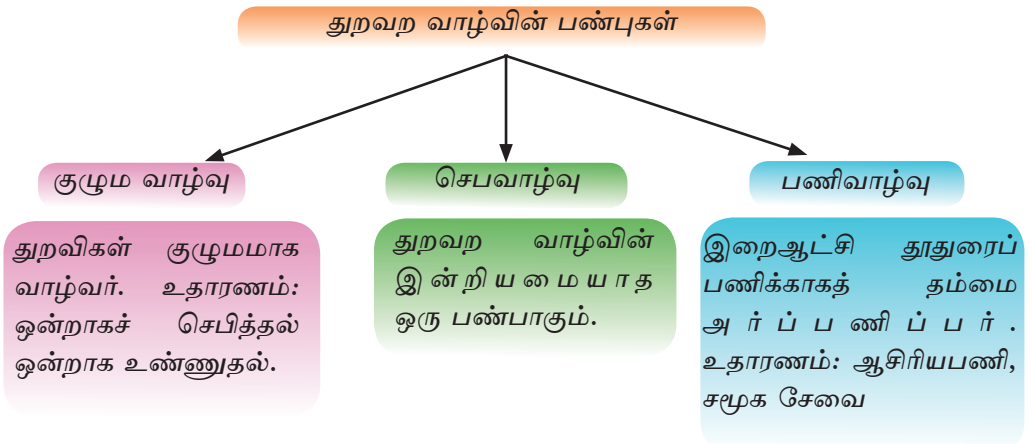 துறவற வாழ்வின் பண்புகள்
குழும வாழ்வு
செபவாழ்வு
பணிவாழ்வு
துறவிகள் குழுமமாக
வாழ்வர். உதாரணம்:
ஒன்றாகச் செபித்தல்
ஒன்றாக உண்ணுதல்.
துறவற வாழ்வின்
இன்றியமையாத
ஒரு பண்பாகும்.
இறைஆட்சி தூதுரைப்
பணிக்காகத் தம்மை
அர்ப்பணிப்பர்.
உதாரணம்: ஆசிரியபணி,
சமூக சேவை